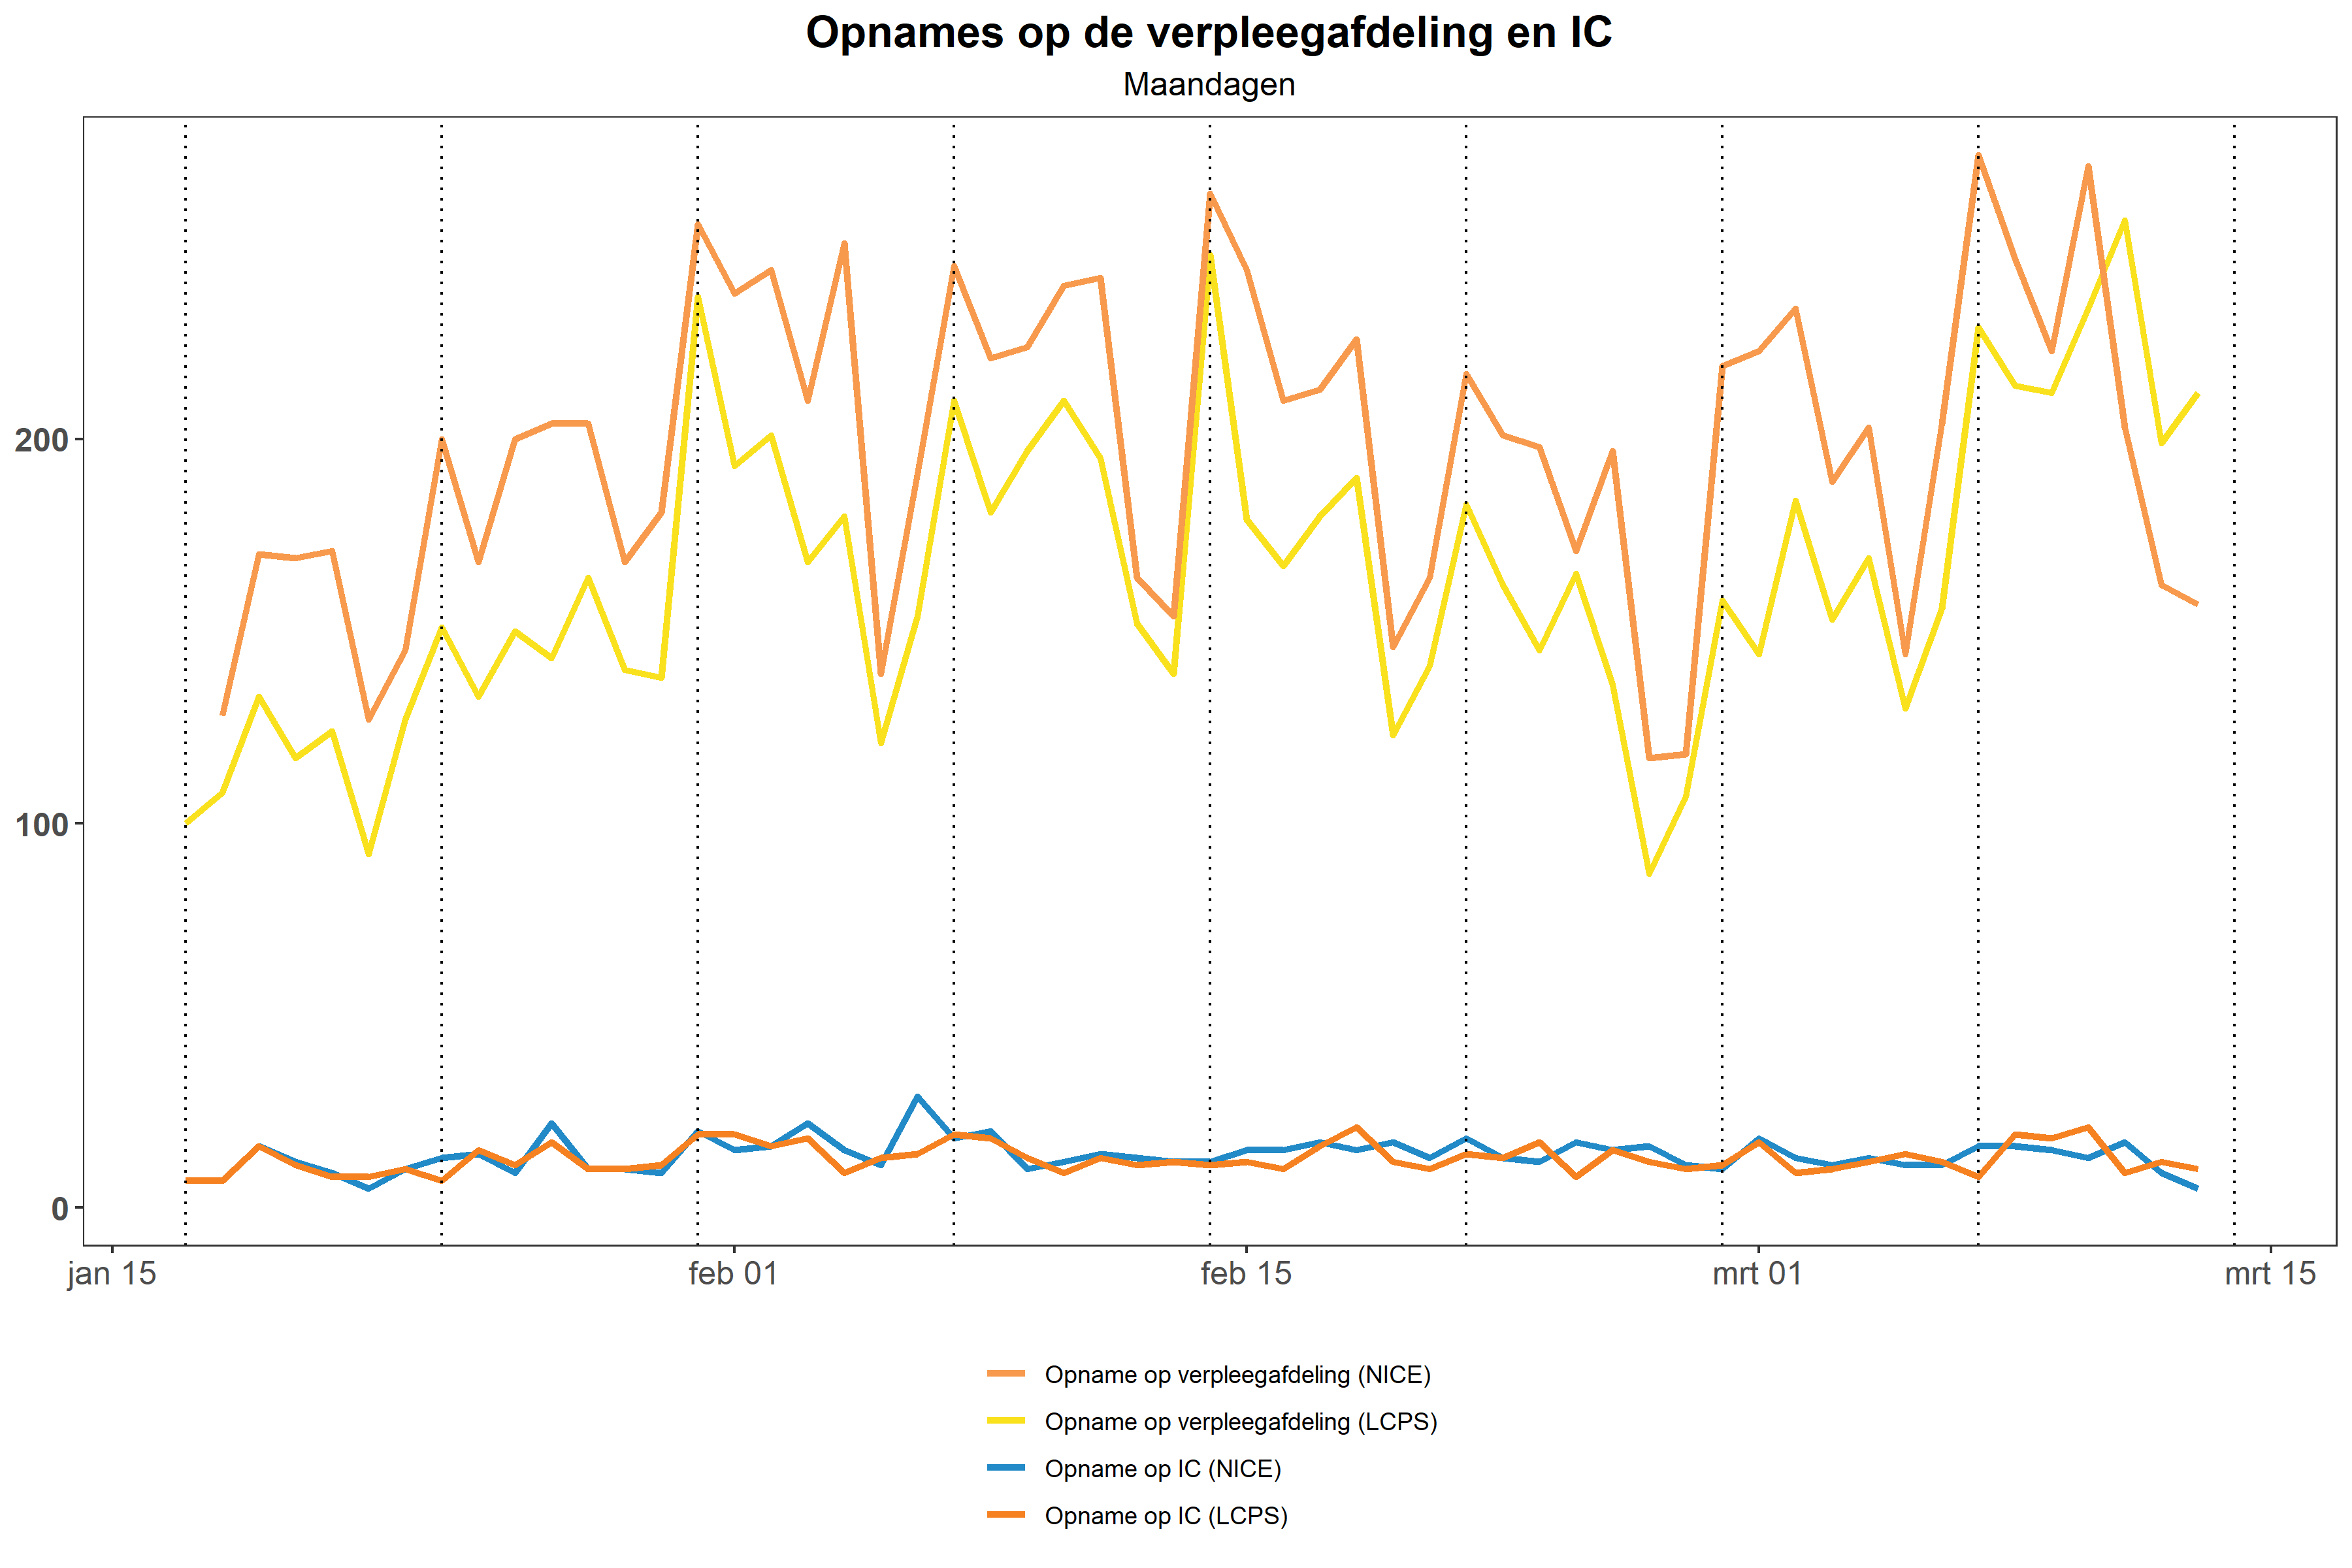 Opnames op de verpleegafdeling en IC
Maandagen
200
100
0
jan 15
feb 01
feb 15
mrt 01
mrt 15
Opname op verpleegafdeling (NICE)
Opname op verpleegafdeling (LCPS)
Opname op IC (NICE)
Opname op IC (LCPS)